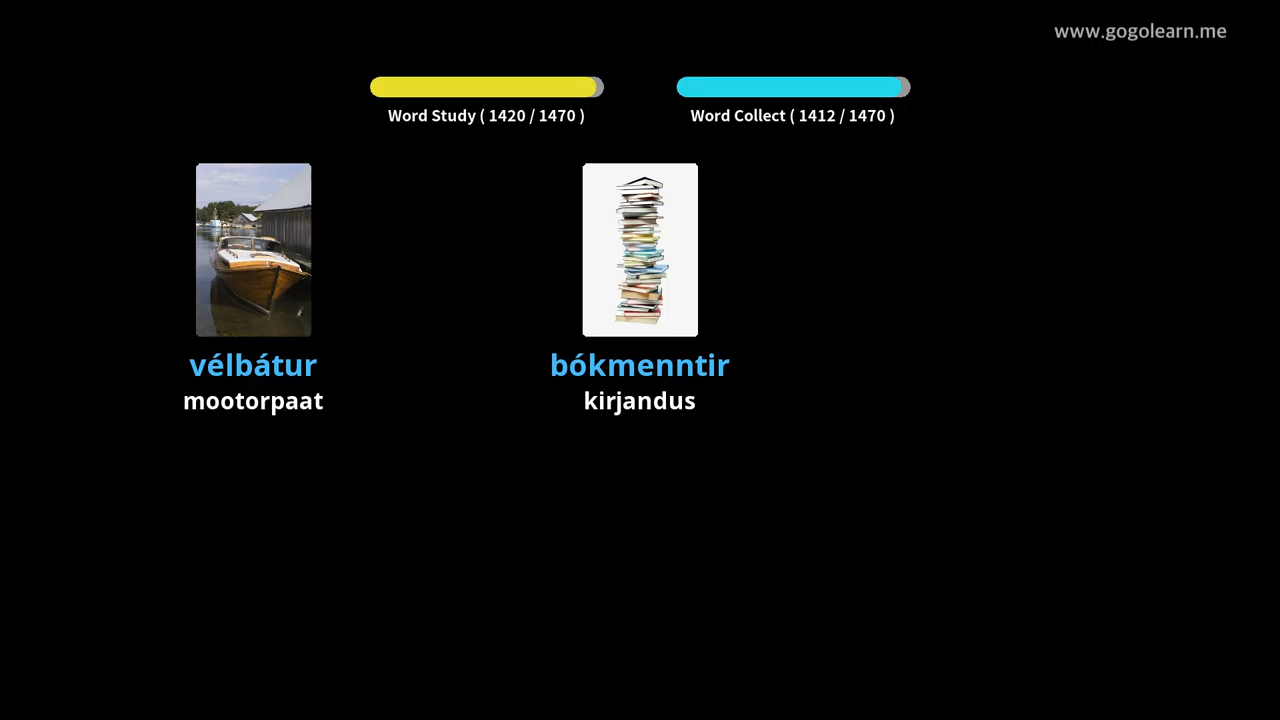 www.gogolearn.me
Word Study ( 1420 / 1470 )
Word Collect ( 1412 / 1470 )
vélbátur
bókmenntir
mootorpaat
kirjandus